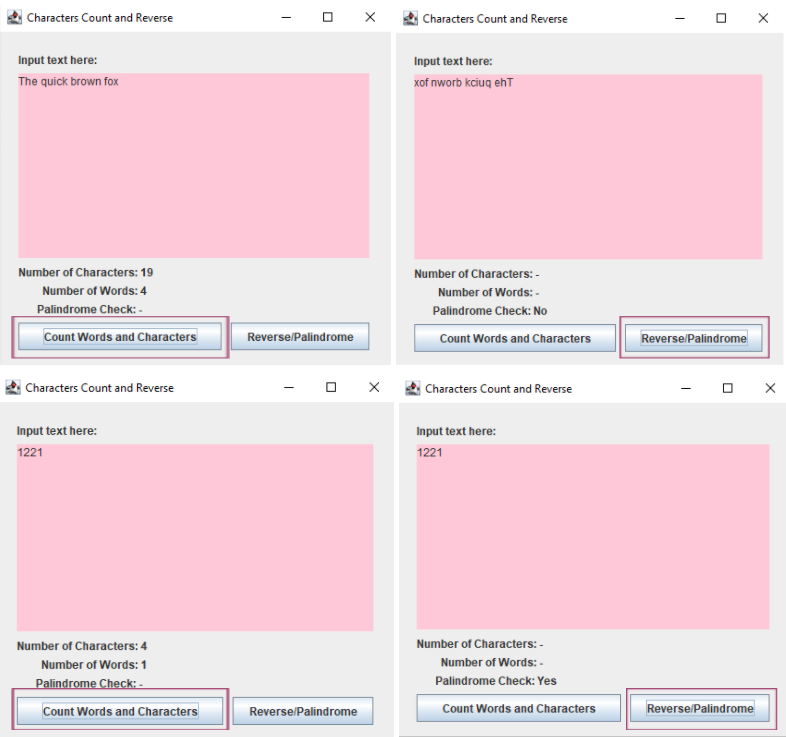 Characters Count and Reverse
Input text here:
The quick brown fox
Number of Characters: 19
Number of Words: 4
Palindrome Check: -
Count Words and Characters
Reverse/Palindrome
Characters Count and Reverse
Input text here:
xof nworb kciuq ehT
Number of Characters: -
Number of Words: -
Palindrome Check: No
Count Words and Characters
Reverse/Palindrome
Characters Count and Reverse
Input text here:
1221
Number of Characters: 4
Number of Words: 1
Palindrome Check: -
Count Words and Characters
Reverse/Palindrome
Characters Count and Reverse
Input text here:
1221
Number of Characters: -
Number of Words: -
Palindrome Check: Yes
Count Words and Characters
Reverse/Palindrome